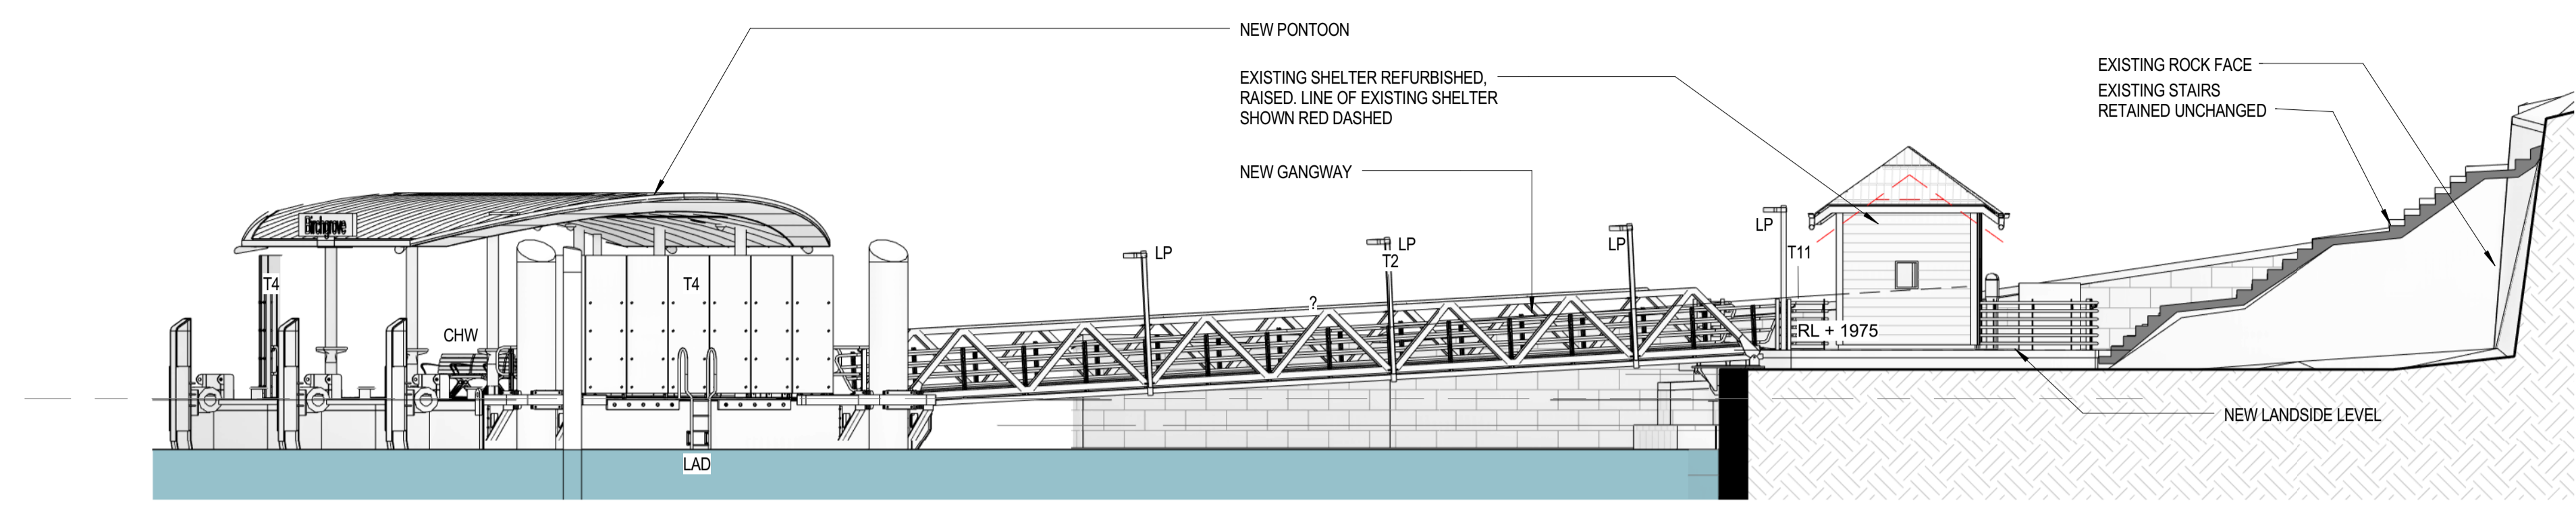 NEW PONTOON
EXISTING SHELTER REFURBISHED,
RAISED. LINE OF EXISTING SHELTER
SHOWN RED DASHED
NEW GANGWAY
EXISTING ROCK FACE
EXISTING STAIRS
RETAINED UNCHANGED
Birchgrove
LP
LP
T2
LP
LP
T11
T4
T4
?
CHW
RL + 1975
NEW LANDSIDE LEVEL
LAD